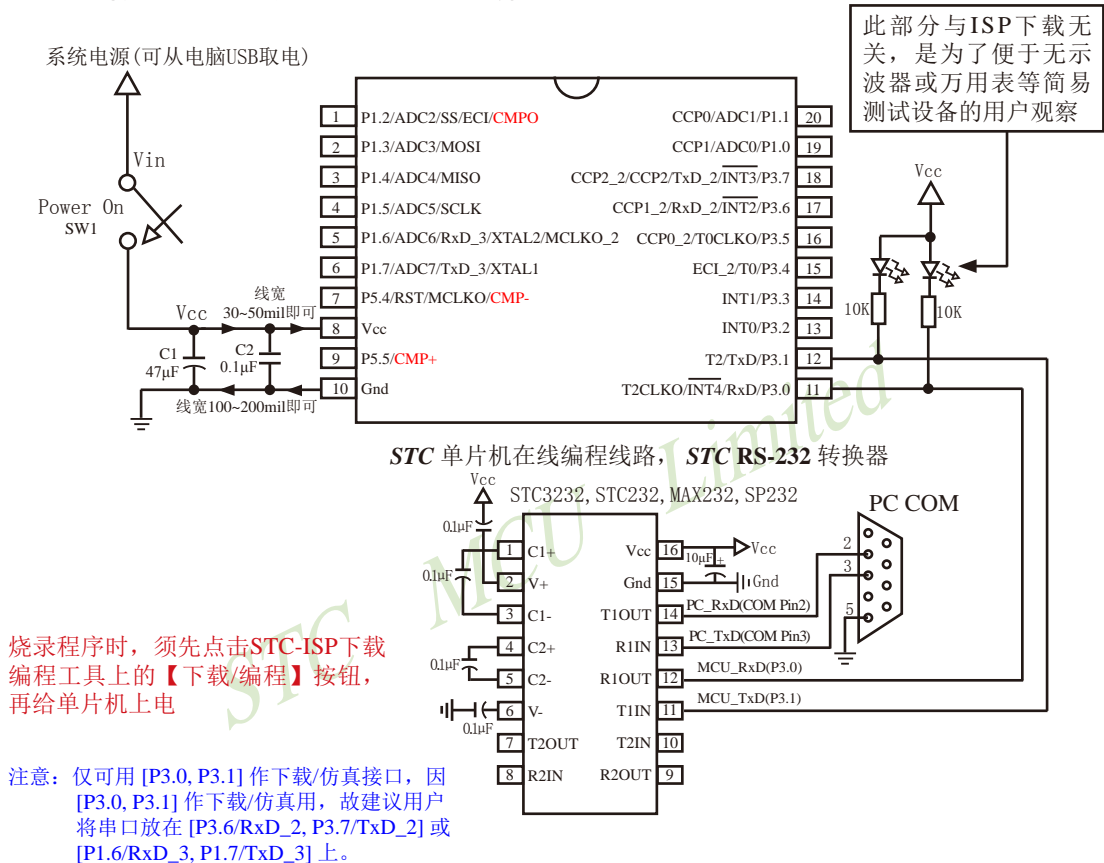 系统电源(可从电脑USB取电)
Vin
Power On
SW1
Vcc
线宽
30~50mil即可
C1
47μF
C2
0.1μF
线宽100~200mil即可
1 P1.2/ADC2/SS/ECI/CMPO
2 P1.3/ADC3/MOSI
3 P1.4/ADC4/MISO
4 P1.5/ADC5/SCLK
5 P1.6/ADC6/RxD_3/XTAL2/MCLKO_2
6 P1.7/ADC7/TxD_3/XTAL1
7 P5.4/RST/MCLKO/CMP-
8 Vcc
9 P5.5/CMP+
10 Gnd
CCP0/ADC1/P1.1 20
CCP1/ADC0/P1.0 19
CCP2_2/CCP2/TxD_2/INT3/P3.7 18
CCP1_2/RxD_2/INT2/P3.6 17
CCP0_2/T0CLKO/P3.5 16
ECI_2/T0/P3.4 15
INT1/P3.3 14
INT0/P3.2 13
T2/TxD/P3.1 12
T2CLKO/INT4/RxD/P3.0 11
此部分与ISP下载无
关，是为了便于无示
波器或万用表等简易
测试设备的用户观察
Vcc
10K
10K
STC 单片机在线编程线路， STC RS-232 转换器
STC3232,STC232,MAX232,SP232
Vcc
0.1μF
0.1μF
0.1μF
0.1μF
1 C1+
2 V+
3 C1-
4 C2+
5 C2-
6 V-
7 T2OUT
8 R2IN
Vcc 16
Gnd 15
T1OUT 14
R1IN 13
R1OUT 12
T1IN 11
T2IN 10
R2OUT 9
10μF +
Vcc
Gnd
PC_RxD(COM Pin2)
PC_TxD(COM Pin3)
MCU_RxD(P3.0)
MCU_TxD(P3.1)
PC COM
2
3
5
STC MCU Limited
烧录程序时，须先点击STC-ISP下载
编程工具上的【下载/编程】按钮，
再给单片机上电
注意：仅可用 [P3.0, P3.1] 作下载/仿真接口，因
[P3.0, P3.1] 作下载/仿真用，故建议用户
将串口放在 [P3.6/RxD_2, P3.7/TxD_2] 或
[P1.6/RxD_3, P1.7/TxD_3] 上。